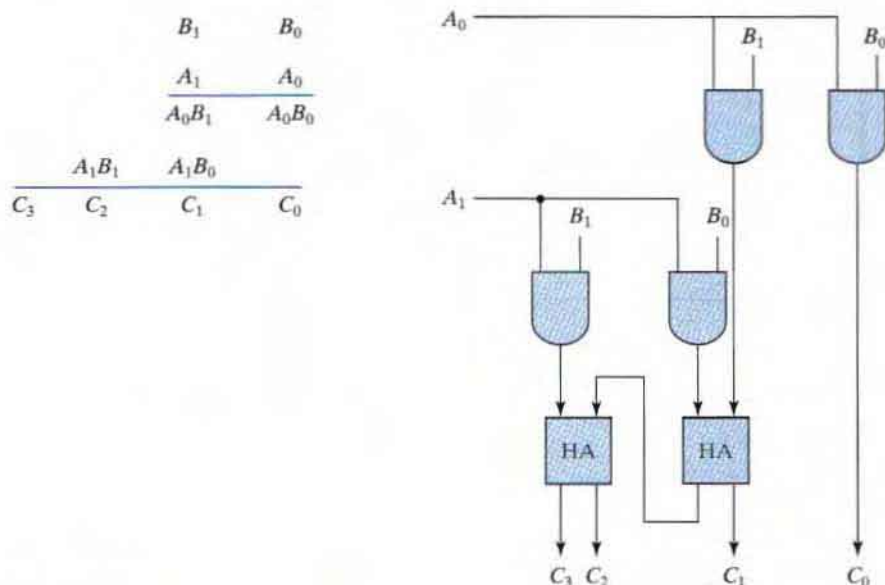 B₁ B₀
A₁ A₀
A₀B₁ A₀B₀
A₁B₁ A₁B₀
C₃ C₂ C₁ C₀
A₀
B₁ B₀
A₁
B₁ B₀
HA HA
C₃ C₂ C₁ C₀